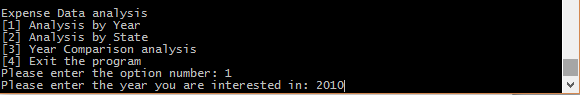 Expense Data analysis
[1] Analysis by Year
[2] Analysis by State
[3] Year Comparison analysis
[4] Exit the program
Please enter the option number: 1
Please enter the year you are interested in: 2010